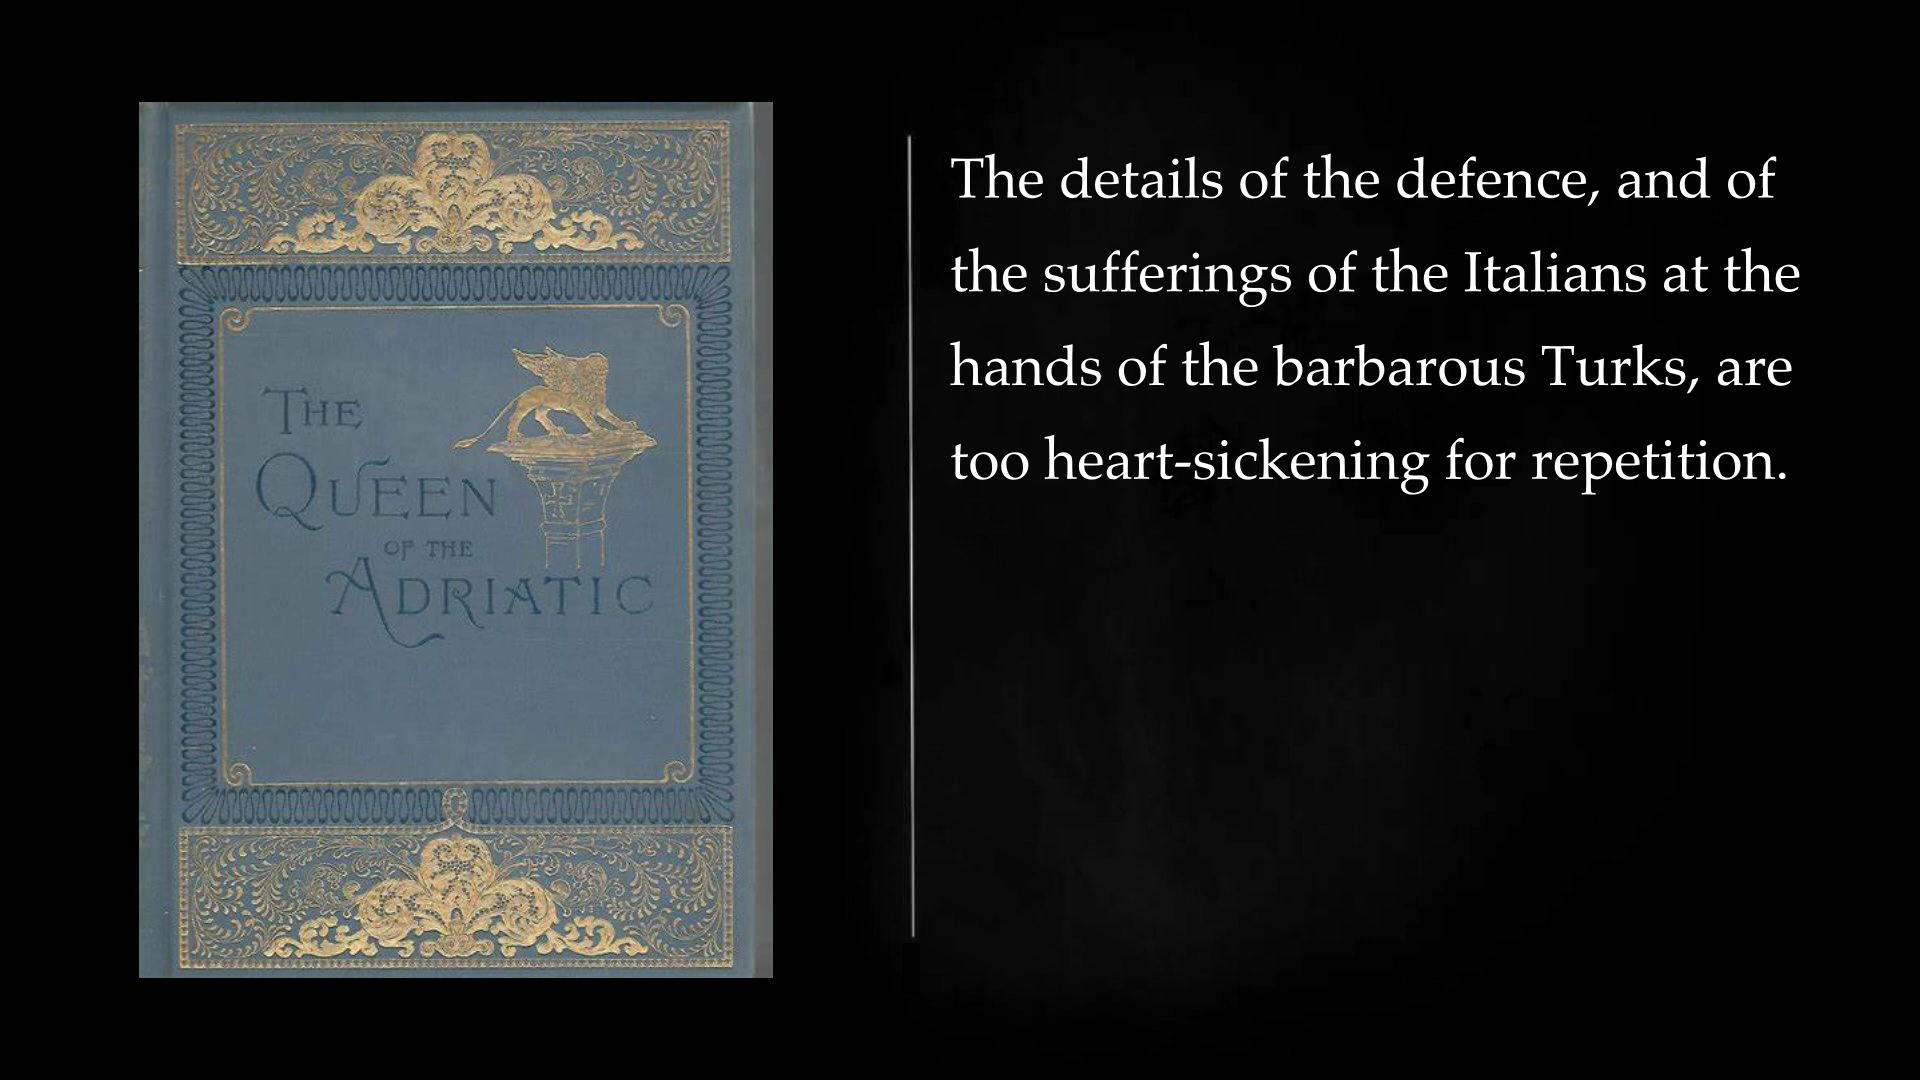 THE
QUEEN
OF THE
ADRIATIC
The details of the defence, and of
the sufferings of the Italians at the
hands of the barbarous Turks, are
too heart-sickening for repetition.